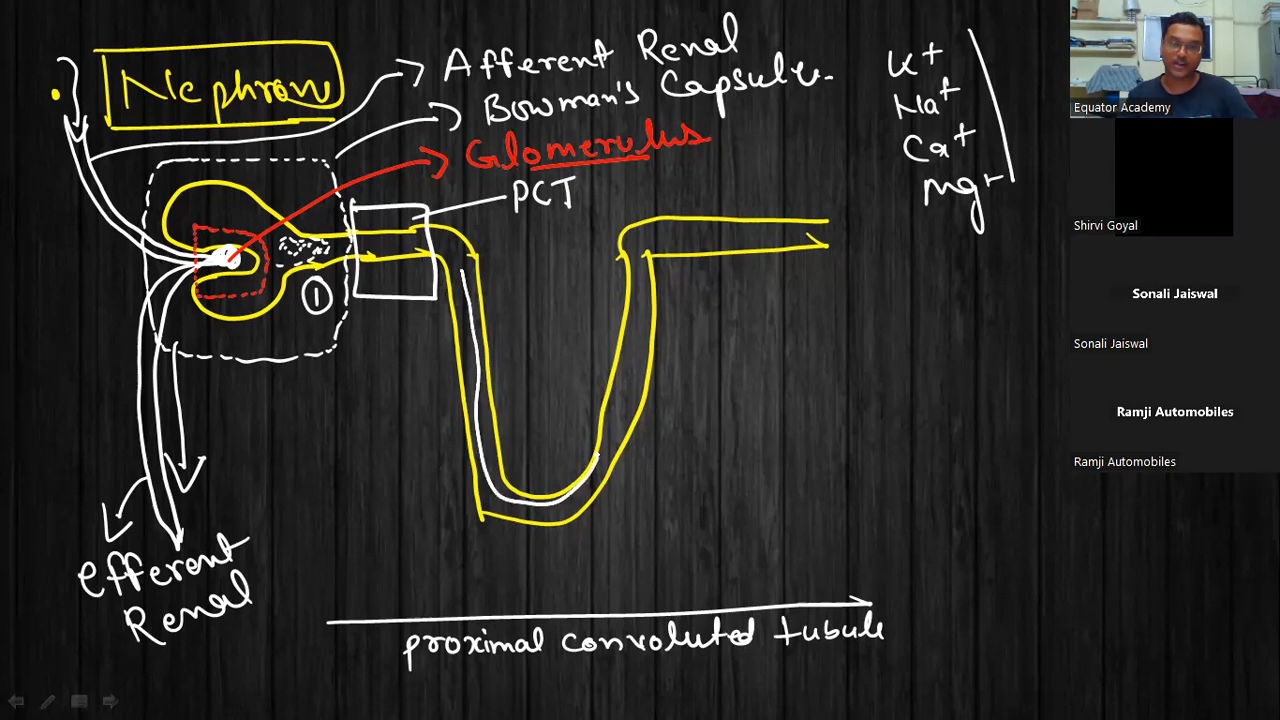 Nephron
Afferent Renal
Bowman's Capsule
Glomerulus
PCT
①
efferent
Renal
proximal convoluted tubule
K+
Na+
Ca+
Mg+
Equator Academy
Shirvi Goyal
Sonali Jaiswal
Sonali Jaiswal
Ramji Automobiles
Ramji Automobiles